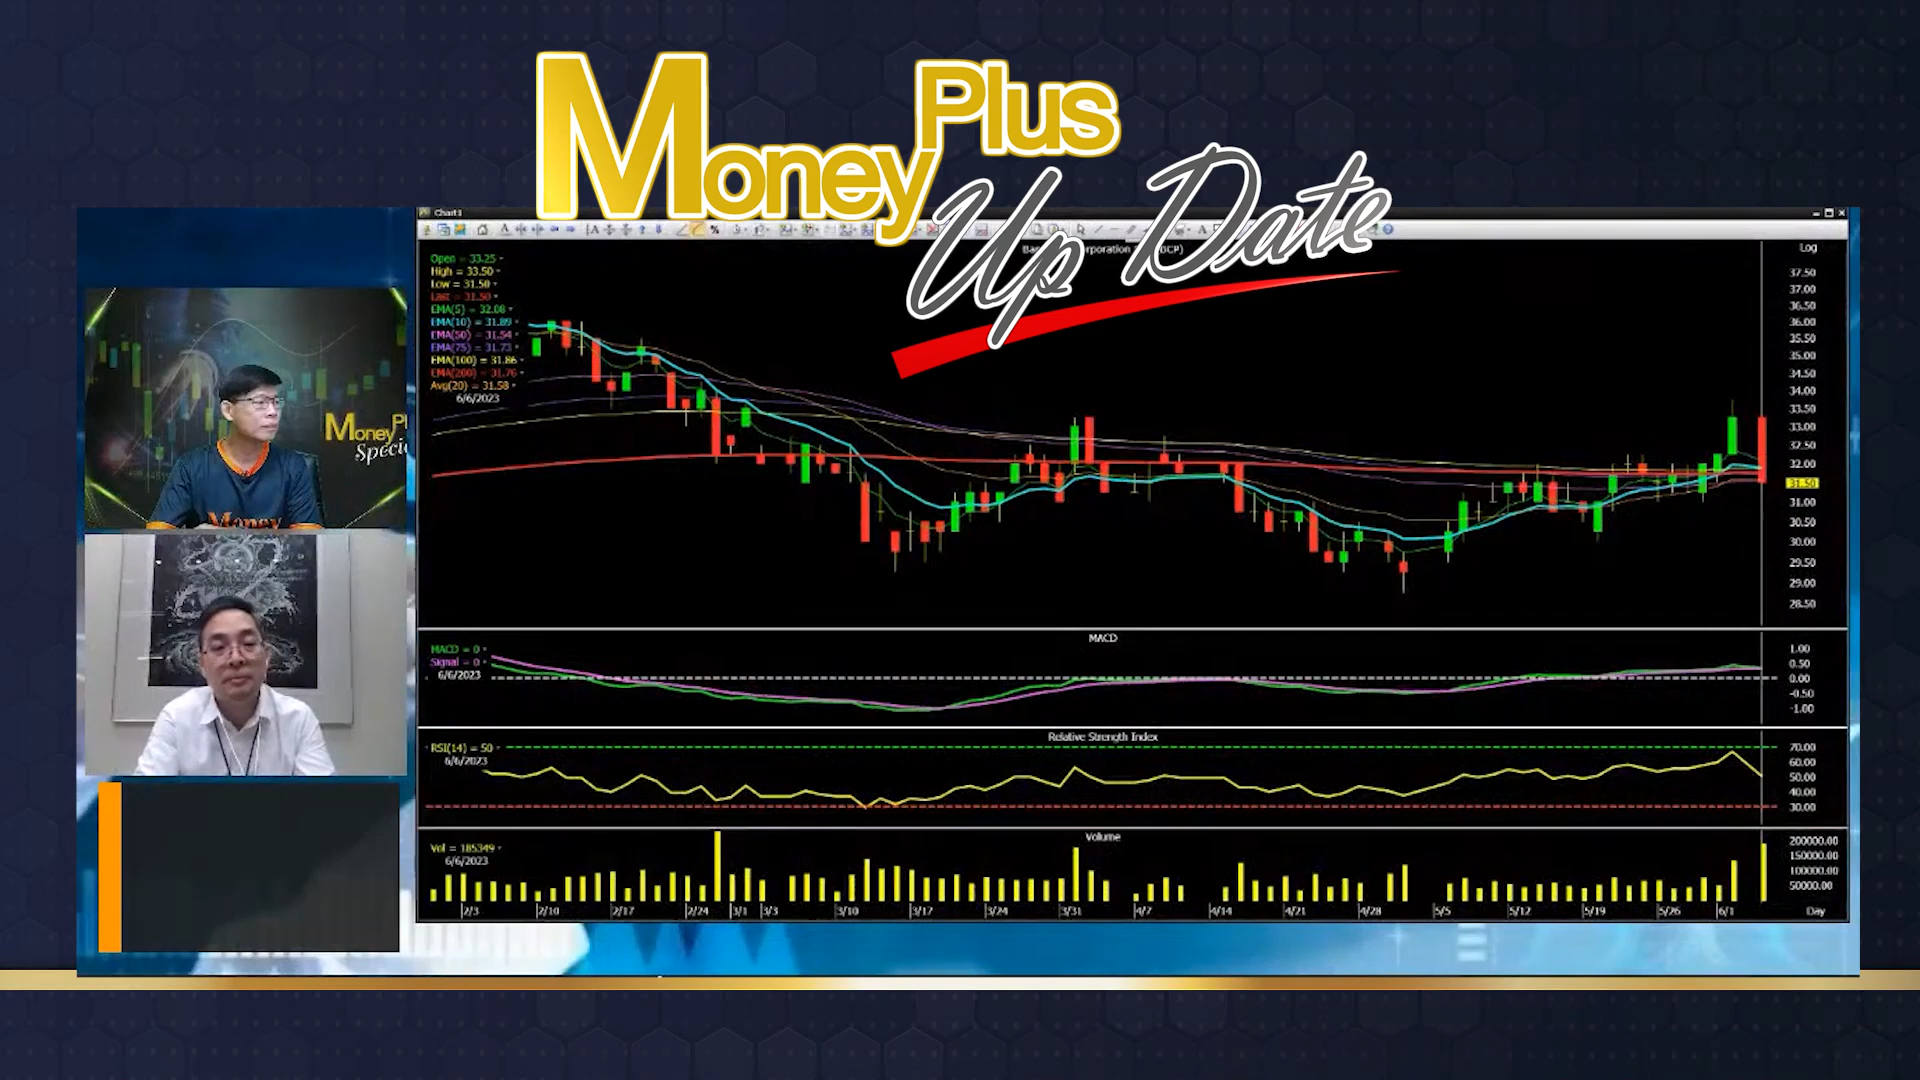 Money Plus
Up Date
Chart1
Open = 33.25
High = 33.50
Low = 31.50
Last = 31.50
EMA(5) = 32.08
EMA(10) = 31.89
EMA(50) = 31.54
EMA(75) = 31.73
EMA(100) = 31.86
EMA(200) = 31.76
Avg(20) = 31.58
6/6/2023
Log
37.50
37.00
36.50
36.00
35.50
35.00
34.50
34.00
33.50
33.00
32.50
32.00
31.50
31.00
30.50
30.00
29.50
29.00
28.50
Money
Special
Money
MACD
MACD = 0
Signal = 0
6/6/2023
1.00
0.50
0.00
-0.50
-1.00
Relative Strength Index
RSI(14) = 50
6/6/2023
70.00
60.00
50.00
40.00
30.00
Volume
Vol = 185349
6/6/2023
200000.00
150000.00
100000.00
50000.00
2/3 2/10 2/17 2/24 3/1 3/3 3/10 3/17 3/24 3/31 4/7 4/14 4/21 4/28 5/5 5/12 5/19 5/26 6/1 Day